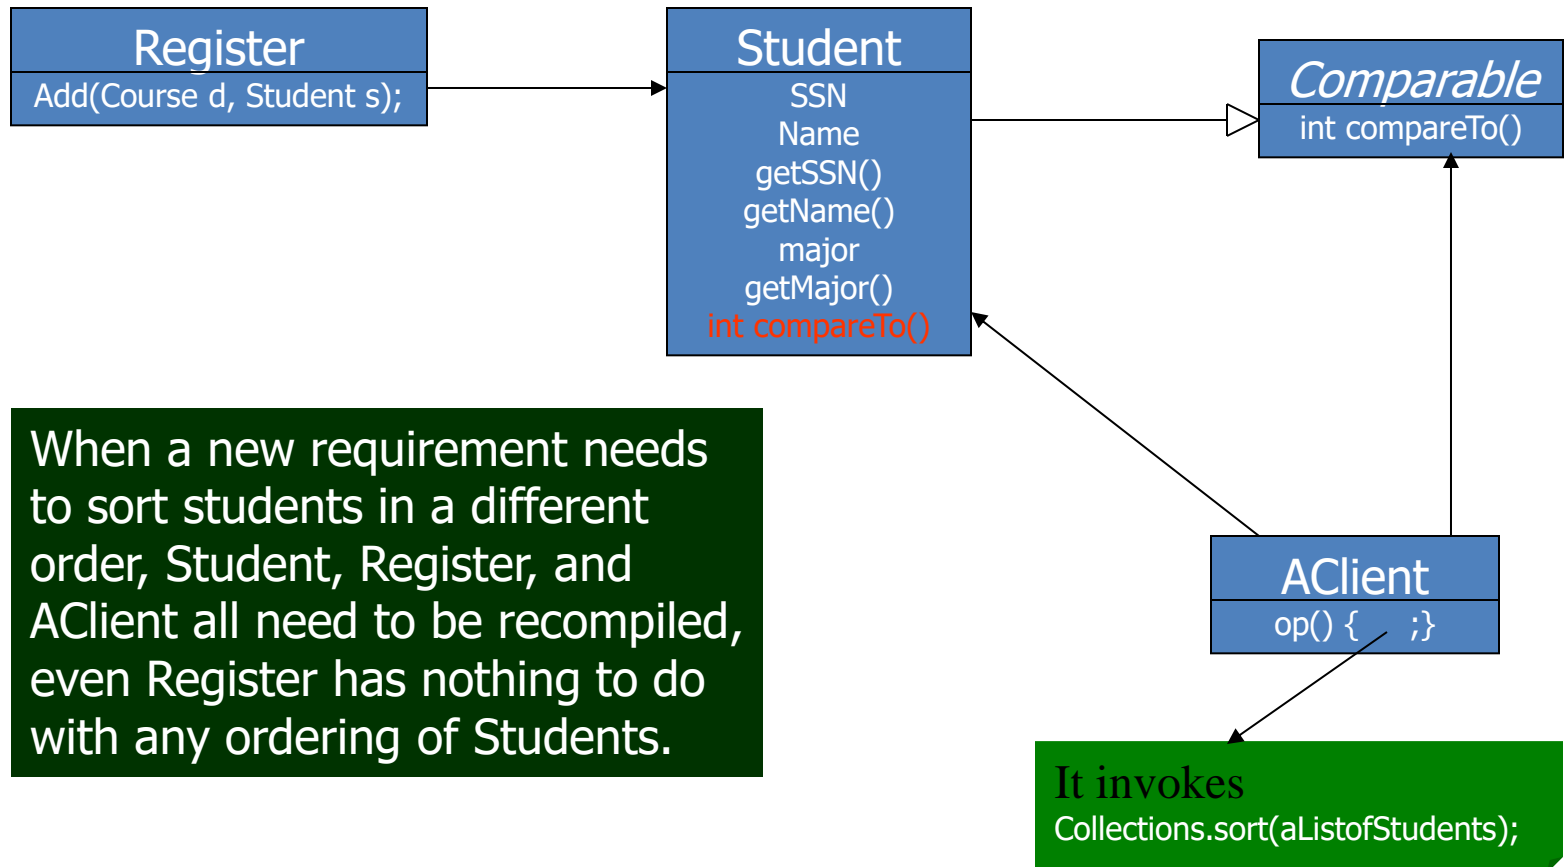 Register
Add(Course d, Student s);
Student
SSN
Name
getSSN()
getName()
major
getMajor()
int compareTo()
Comparable
int compareTo()
When a new requirement needs
to sort students in a different
order, Student, Register, and
AClient all need to be recompiled,
even Register has nothing to do
with any ordering of Students.
AClient
op() { ;}
It invokes
Collections.sort(aListofStudents);